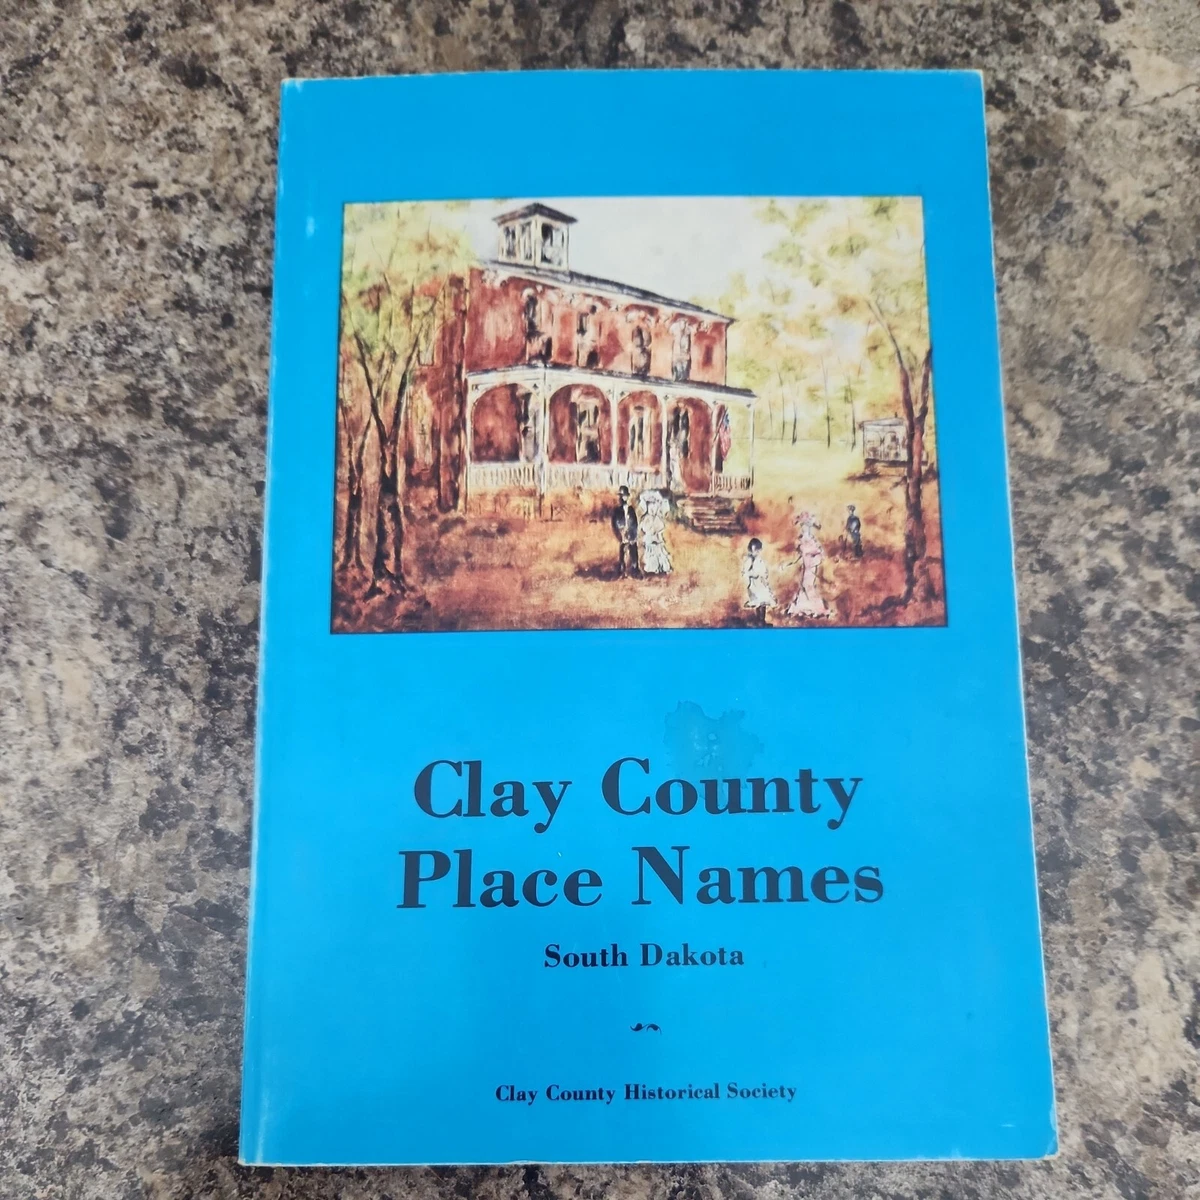 Clay County
Place Names
South Dakota
Clay County Historical Society